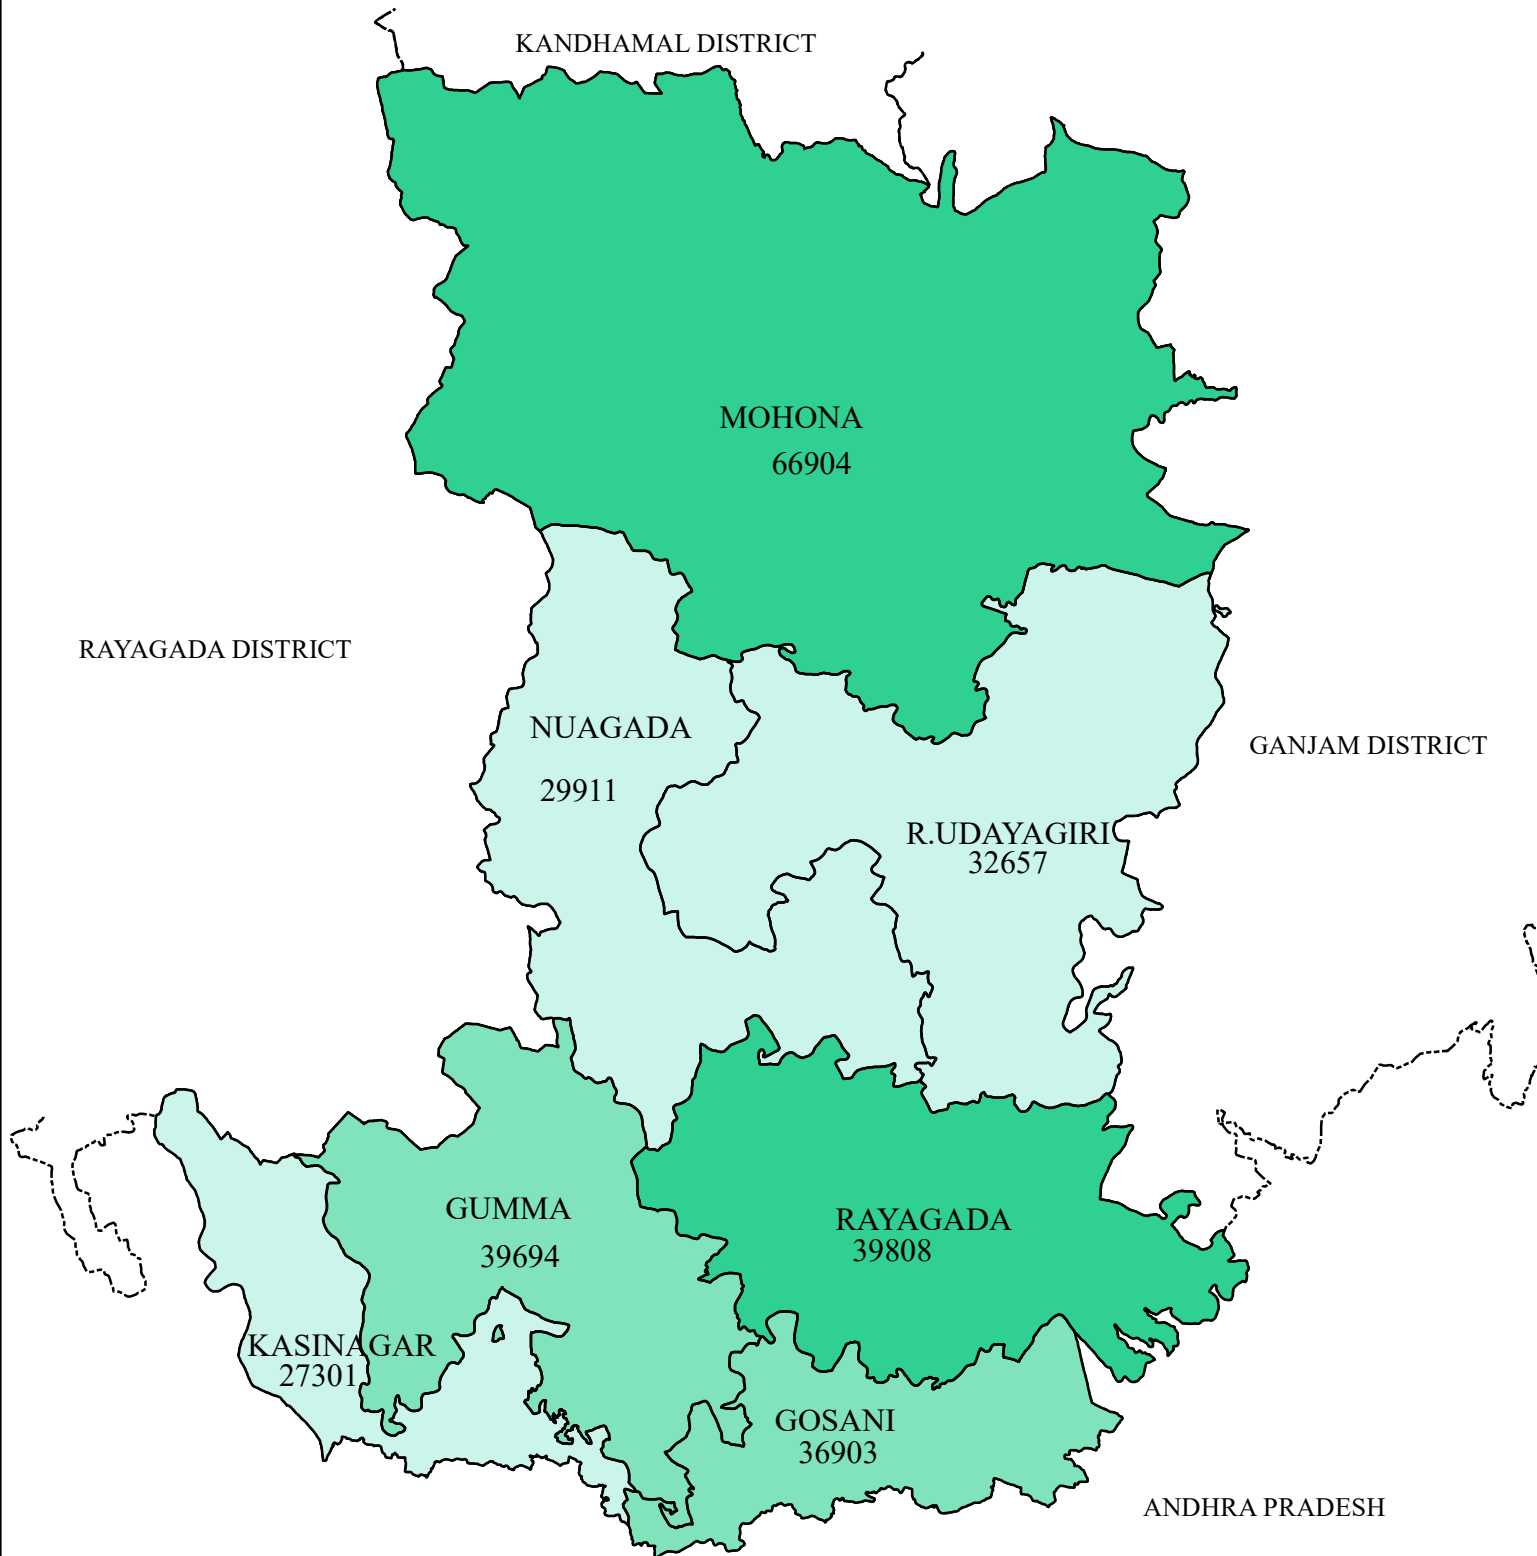 KANDHAMAL DISTRICT
MOHONA
66904
RAYAGADA DISTRICT
NUAGADA
29911
GANJAM DISTRICT
R.UDAYAGIRI
32657
GUMMA
39694
RAYAGADA
39808
KASINAGAR
27301
GOSANI
36903
ANDHRA PRADESH